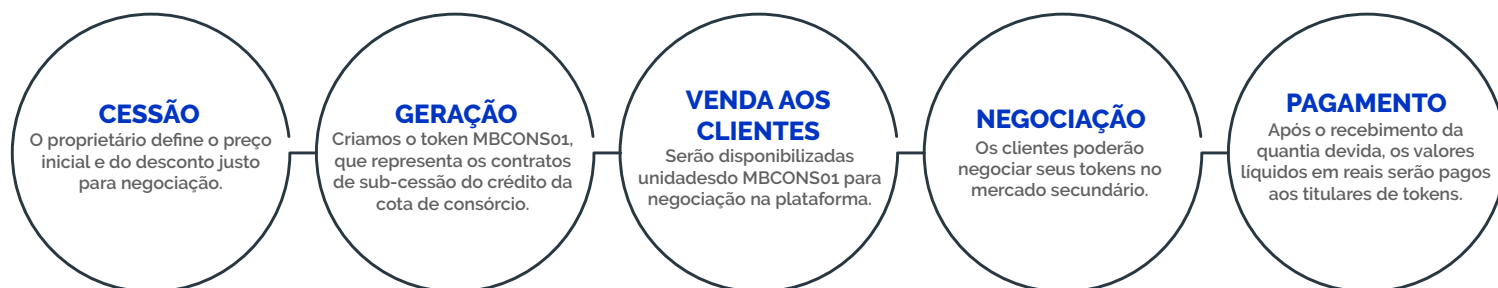 CESSÃO
O proprietário define o preço
inicial e do desconto justo
para negociação.
GERAÇÃO
Criamos o token MBCONS01,
que representa os contratos
de sub-cessão do crédito da
cota de consórcio.
VENDA AOS
CLIENTES
Serão disponibilizadas
unidadesdo MBCONS01 para
negociação na plataforma.
NEGOCIAÇÃO
Os clientes poderão
negociar seus tokens no
mercado secundário.
PAGAMENTO
Após o recebimento da
quantia devida, os valores
líquidos em reais serão pagos
aos titulares de tokens.